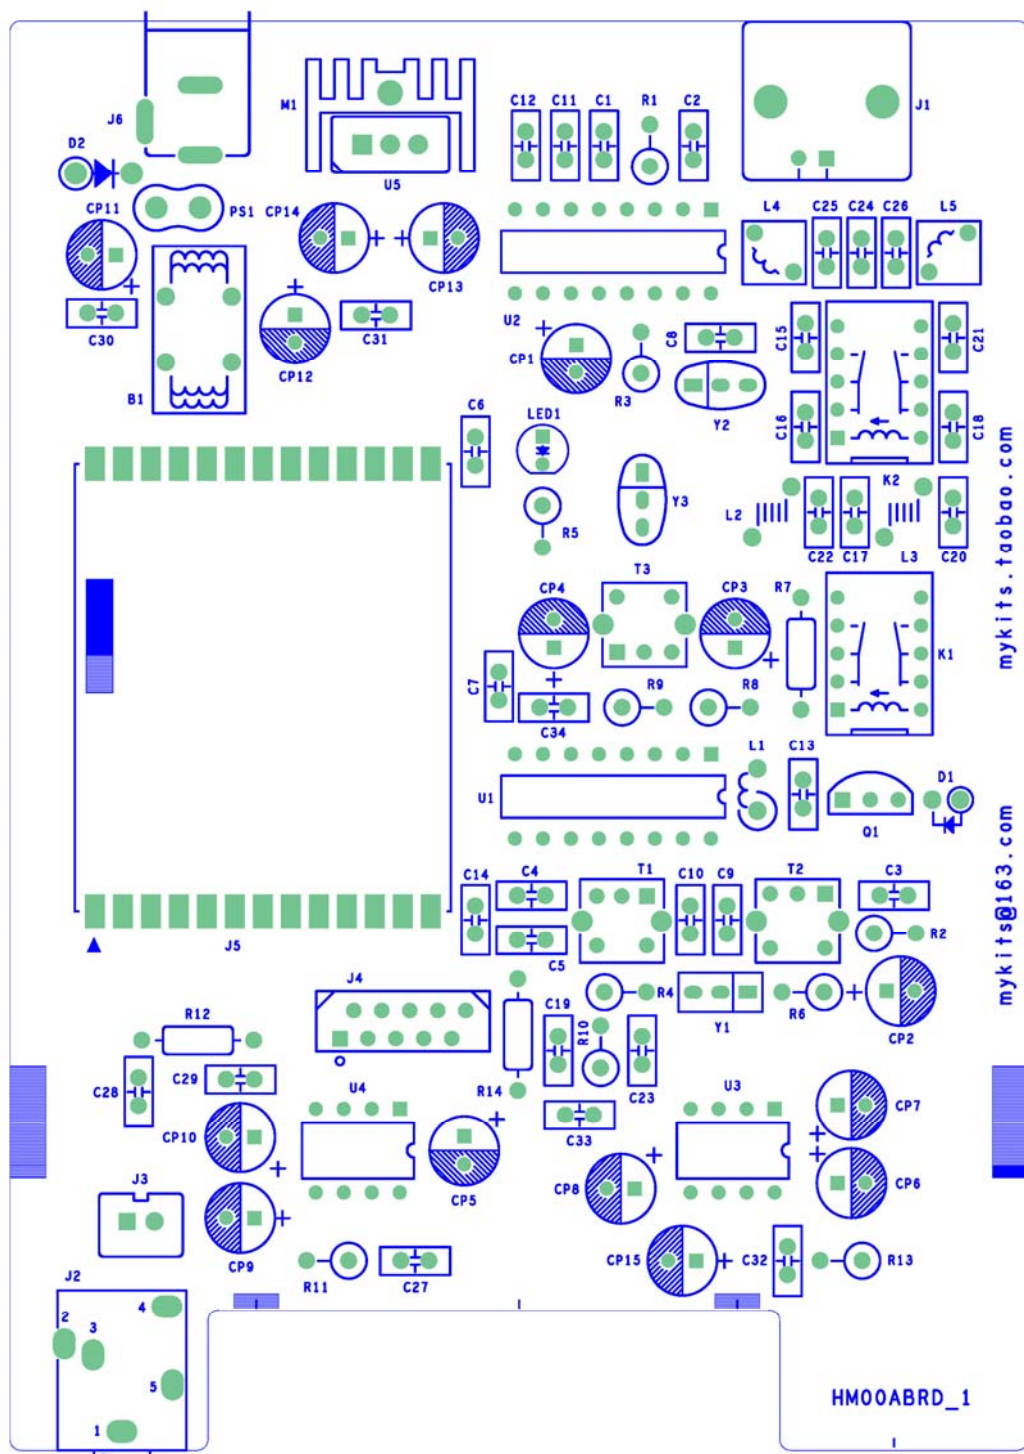 C12 C11 C1 R1 C2
J6 M1 J1
D2
U5
CP11 PS1 CP14 L4 C25 C24 C26 L5
CP13
C30 C31 U2 CP1 C8 C15 C21
CP12
B1 R3 Y2
C6 LED1 C16 C18
K2
Y3 L2
R5 C22 C17 L3 C20
T3
CP4 CP3 R7
K1
C7 R9 R8
C34
L1 C13
U1 D1
Q1
C14 C4 T1 C10 C9 T2 C3
J5 R2
C5
J4 R4 R6
Y1
R12 C19 R10 CP2
C29 U4 R14 U3
C28 C23 CP7
CP10 C33
J3 CP5 CP8 CP6
CP9 CP15 C32 R13
R11 C27
J2
4
2
3
5
1
mykits.taobao.com
mykits@163.com
HM00ABRD_1